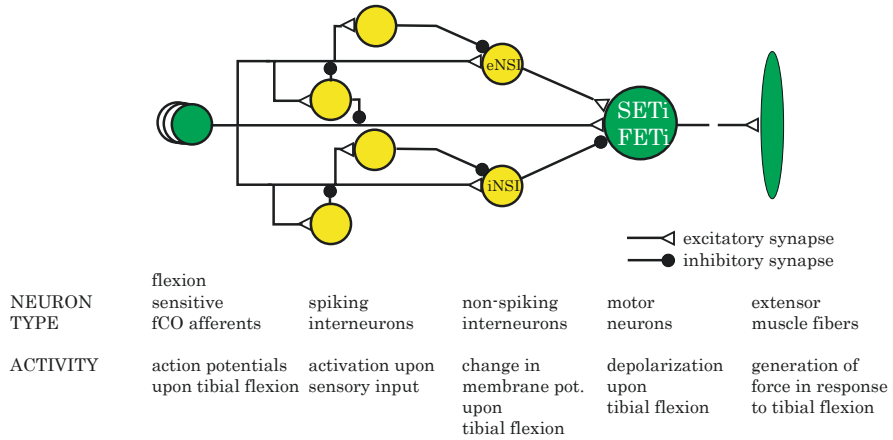 eNSI
SETi
FETi
iNSI
excitatory synapse
inhibitory synapse
NEURON
TYPE
flexion
sensitive
fCO afferents
spiking
interneurons
non-spiking
interneurons
motor
neurons
extensor
muscle fibers
ACTIVITY
action potentials
upon tibial flexion
activation upon
sensory input
change in
membrane pot.
upon
tibial flexion
depolarization
upon
tibial flexion
generation of
force in response
to tibial flexion